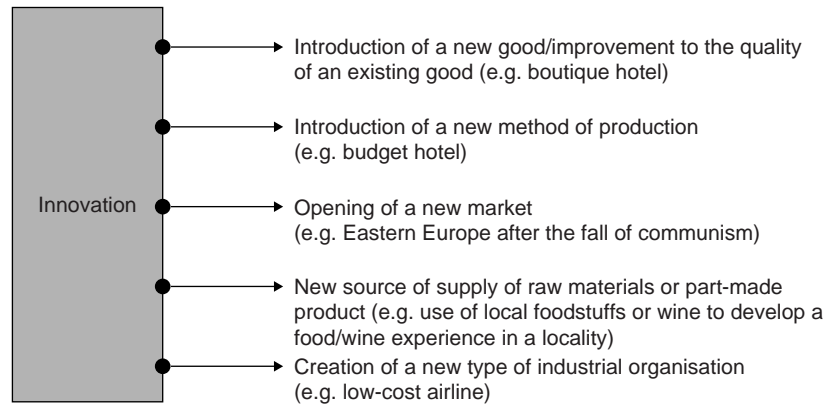 Introduction of a new good/improvement to the quality
of an existing good (e.g. boutique hotel)
Introduction of a new method of production
(e.g. budget hotel)
Innovation
Opening of a new market
(e.g. Eastern Europe after the fall of communism)
New source of supply of raw materials or part-made
product (e.g. use of local foodstuffs or wine to develop a
food/wine experience in a locality)
Creation of a new type of industrial organisation
(e.g. low-cost airline)